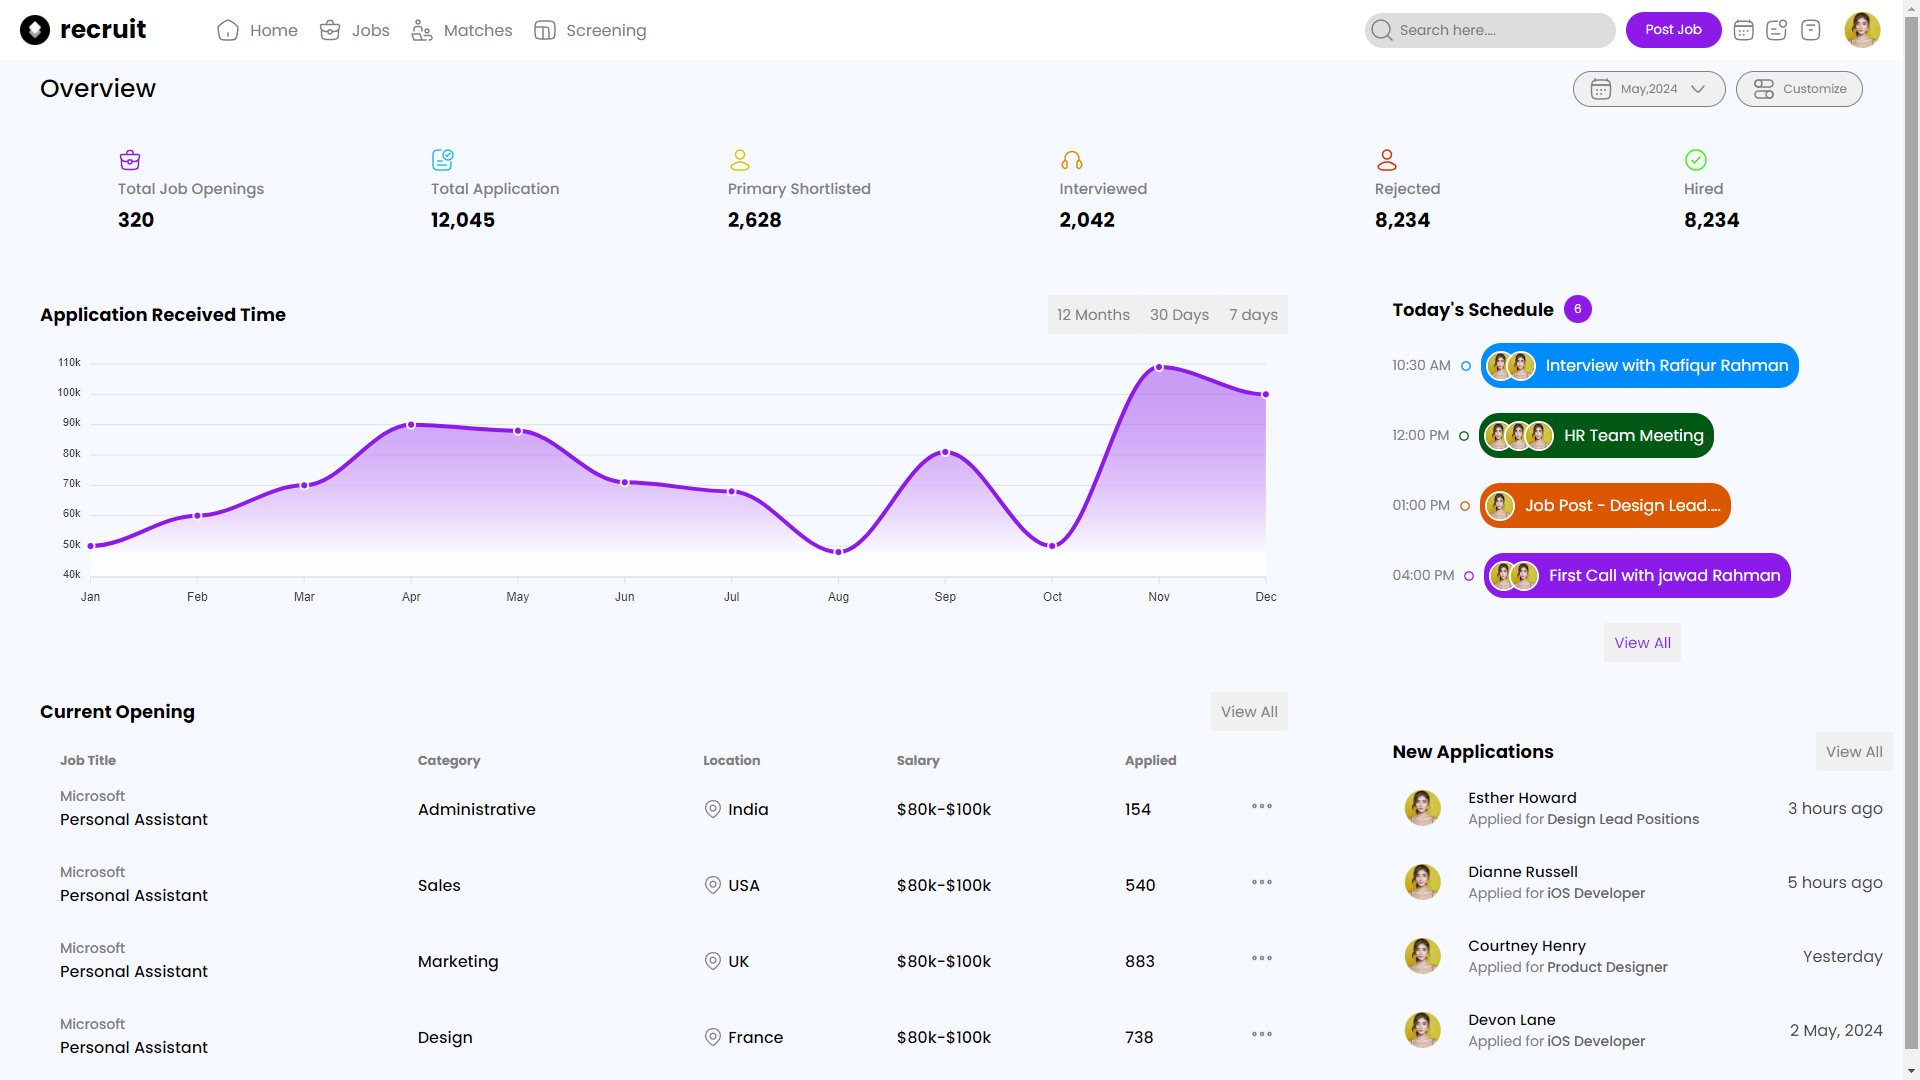 recruit
Home
Jobs
Matches
Screening
Search here....
Post Job
Overview
May,2024
Customize
Total Job Openings
320
Total Application
12,045
Primary Shortlisted
2,628
Interviewed
2,042
Rejected
8,234
Hired
8,234
Application Received Time
12 Months
30 Days
7 days
110k
100k
90k
80k
70k
60k
50k
40k
Jan
Feb
Mar
Apr
May
Jun
Jul
Aug
Sep
Oct
Nov
Dec
Today's Schedule
6
10:30 AM
Interview with Rafiqur Rahman
12:00 PM
HR Team Meeting
01:00 PM
Job Post - Design Lead....
04:00 PM
First Call with jawad Rahman
View All
Current Opening
View All
Job Title
Category
Location
Salary
Applied
Microsoft
Personal Assistant
Administrative
India
$80k-$100k
154
Microsoft
Personal Assistant
Sales
USA
$80k-$100k
540
Microsoft
Personal Assistant
Marketing
UK
$80k-$100k
883
Microsoft
Personal Assistant
Design
France
$80k-$100k
738
New Applications
View All
Esther Howard
Applied for Design Lead Positions
3 hours ago
Dianne Russell
Applied for iOS Developer
5 hours ago
Courtney Henry
Applied for Product Designer
Yesterday
Devon Lane
Applied for iOS Developer
2 May, 2024